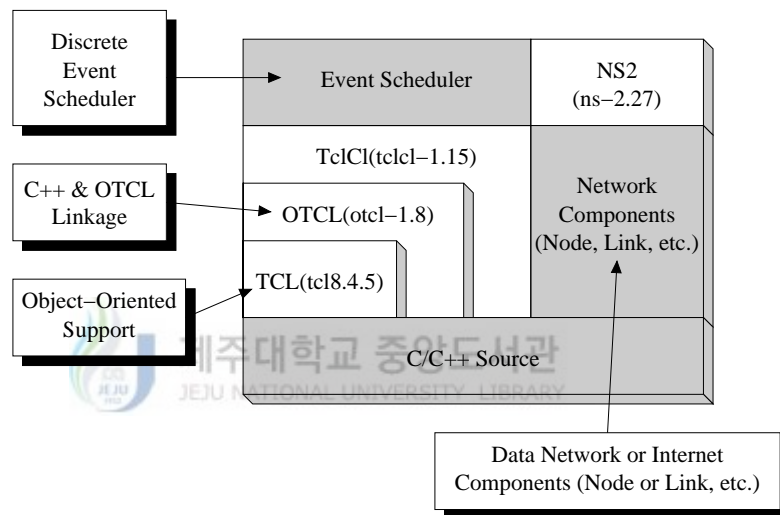 Discrete
Event
Scheduler
Event Scheduler
NS2
(ns−2.27)
TclCl(tclcl−1.15)
C++ & OTCL
Linkage
OTCL(otcl−1.8)
Network
Components
(Node, Link, etc.)
Object−Oriented
Support
TCL(tcl8.4.5)
제주대학교 중앙도서관
C/C++ Source
JEJU NATIONAL UNIVERSITY LIBRARY
JEJU
1952
Data Network or Internet
Components (Node or Link, etc.)